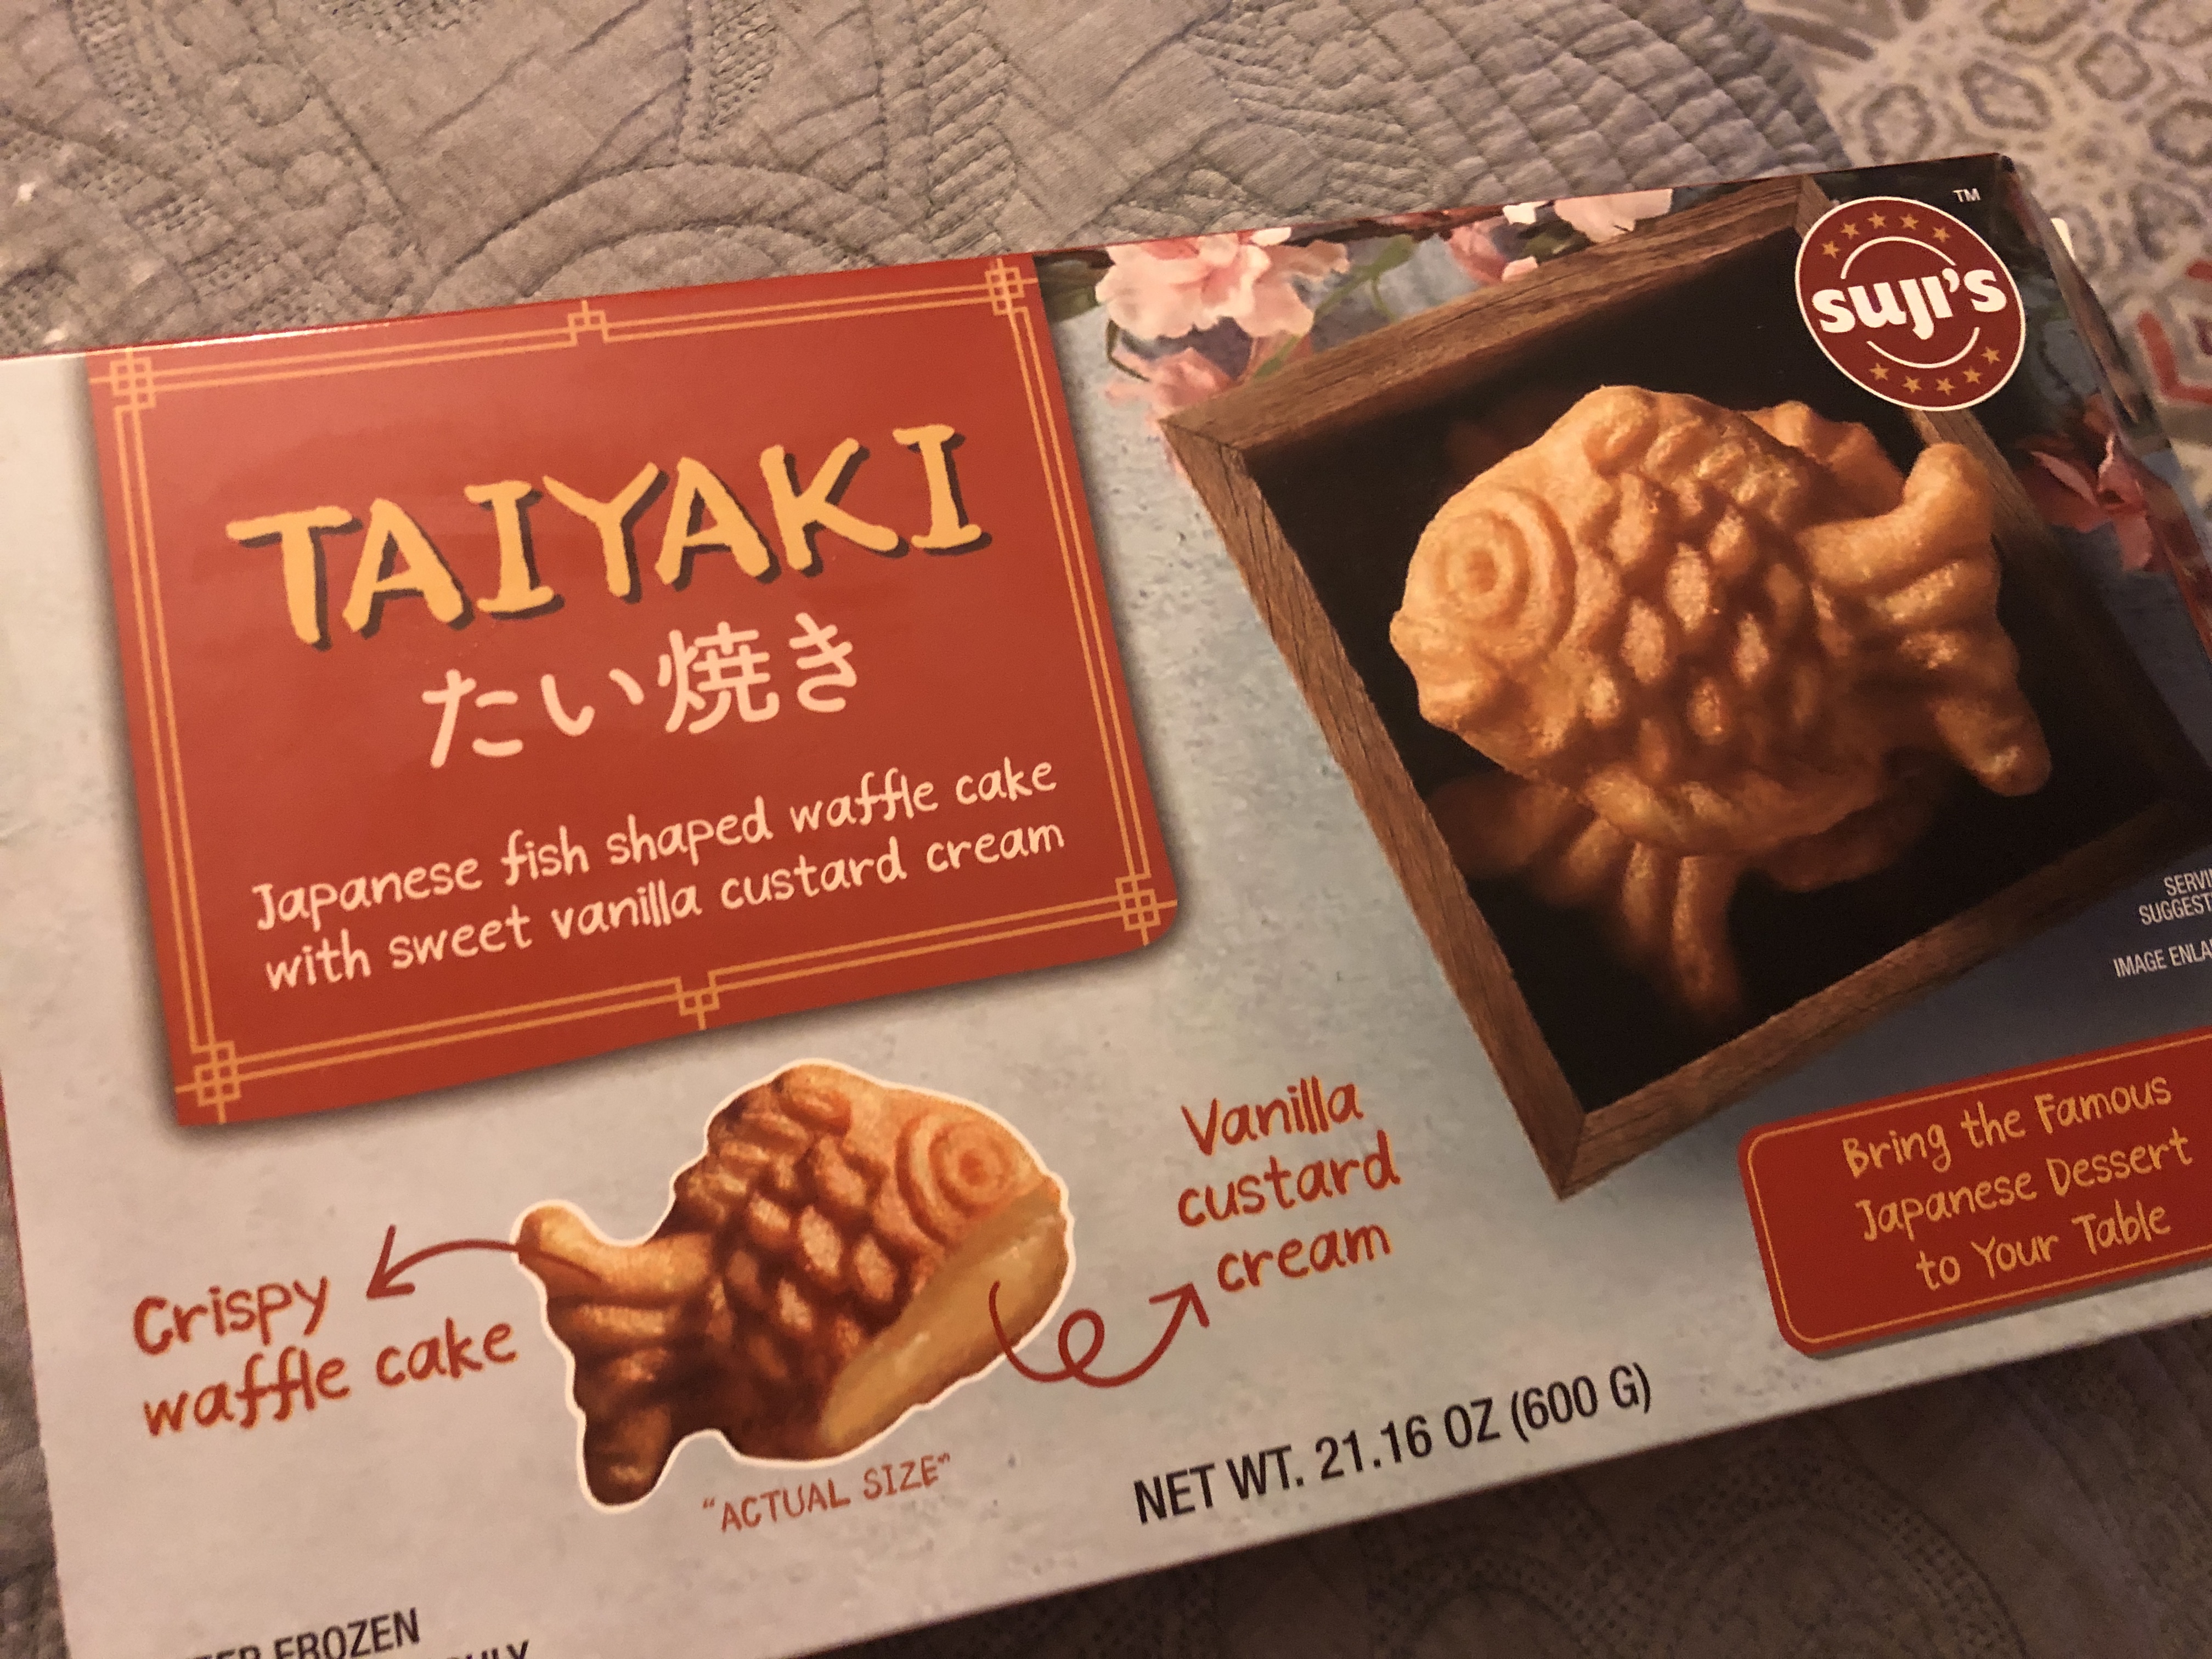 suji's
TM
TAIYAKI
たい焼き
Japanese fish shaped waffle cake
with sweet vanilla custard cream
Crispy
waffle cake
Vanilla
custard
cream
"ACTUAL SIZE"
NET WT. 21.16 OZ (600 G)
IMAGE
Bring the Famous
Japanese Dessert
to Your Table
FROZEN